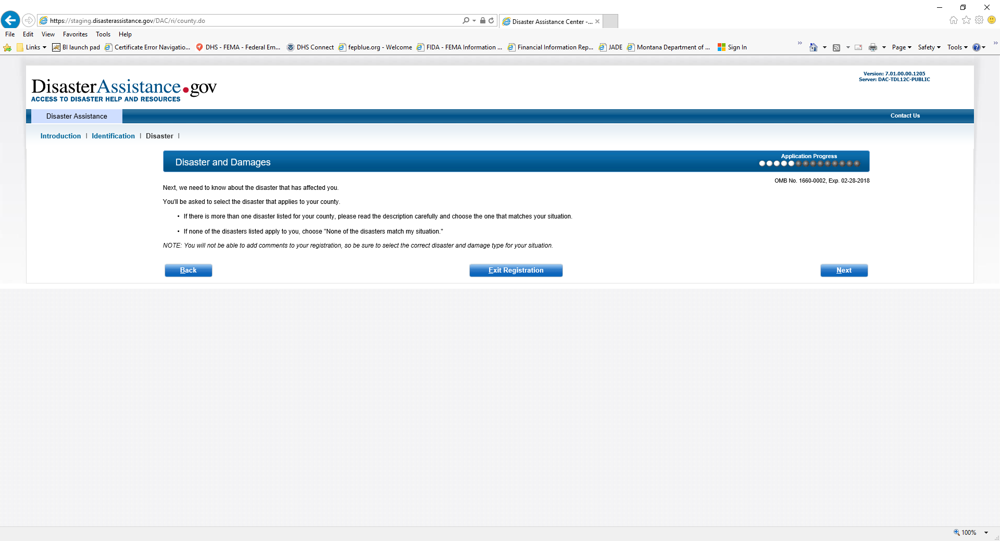 https://staging.disasterassistance.gov/DAC/ri/county.do
Disaster Assistance Center -...
File Edit View Favorites Tools Help
Links BI launch pad Certificate Error Navigatio... DHS - FEMA - Federal Em... DHS Connect fepblue.org - Welcome FIDA - FEMA Information ... Financial Information Rep... JADE Montana Department of ... Sign In Page Safety Tools
Version: 7.01.00.00.1205
Server: DAC-TDL12C-PUBLIC
DisasterAssistance.gov
ACCESS TO DISASTER HELP AND RESOURCES
Disaster Assistance Contact Us
Introduction | Identification | Disaster |
Disaster and Damages
Application Progress
OMB No. 1660-0002, Exp. 02-28-2018
Next, we need to know about the disaster that has affected you.
You'll be asked to select the disaster that applies to your county.
• If there is more than one disaster listed for your county, please read the description carefully and choose the one that matches your situation.
• If none of the disasters listed apply to you, choose "None of the disasters match my situation."
NOTE: You will not be able to add comments to your registration, so be sure to select the correct disaster and damage type for your situation.
Back Exit Registration Next
100%